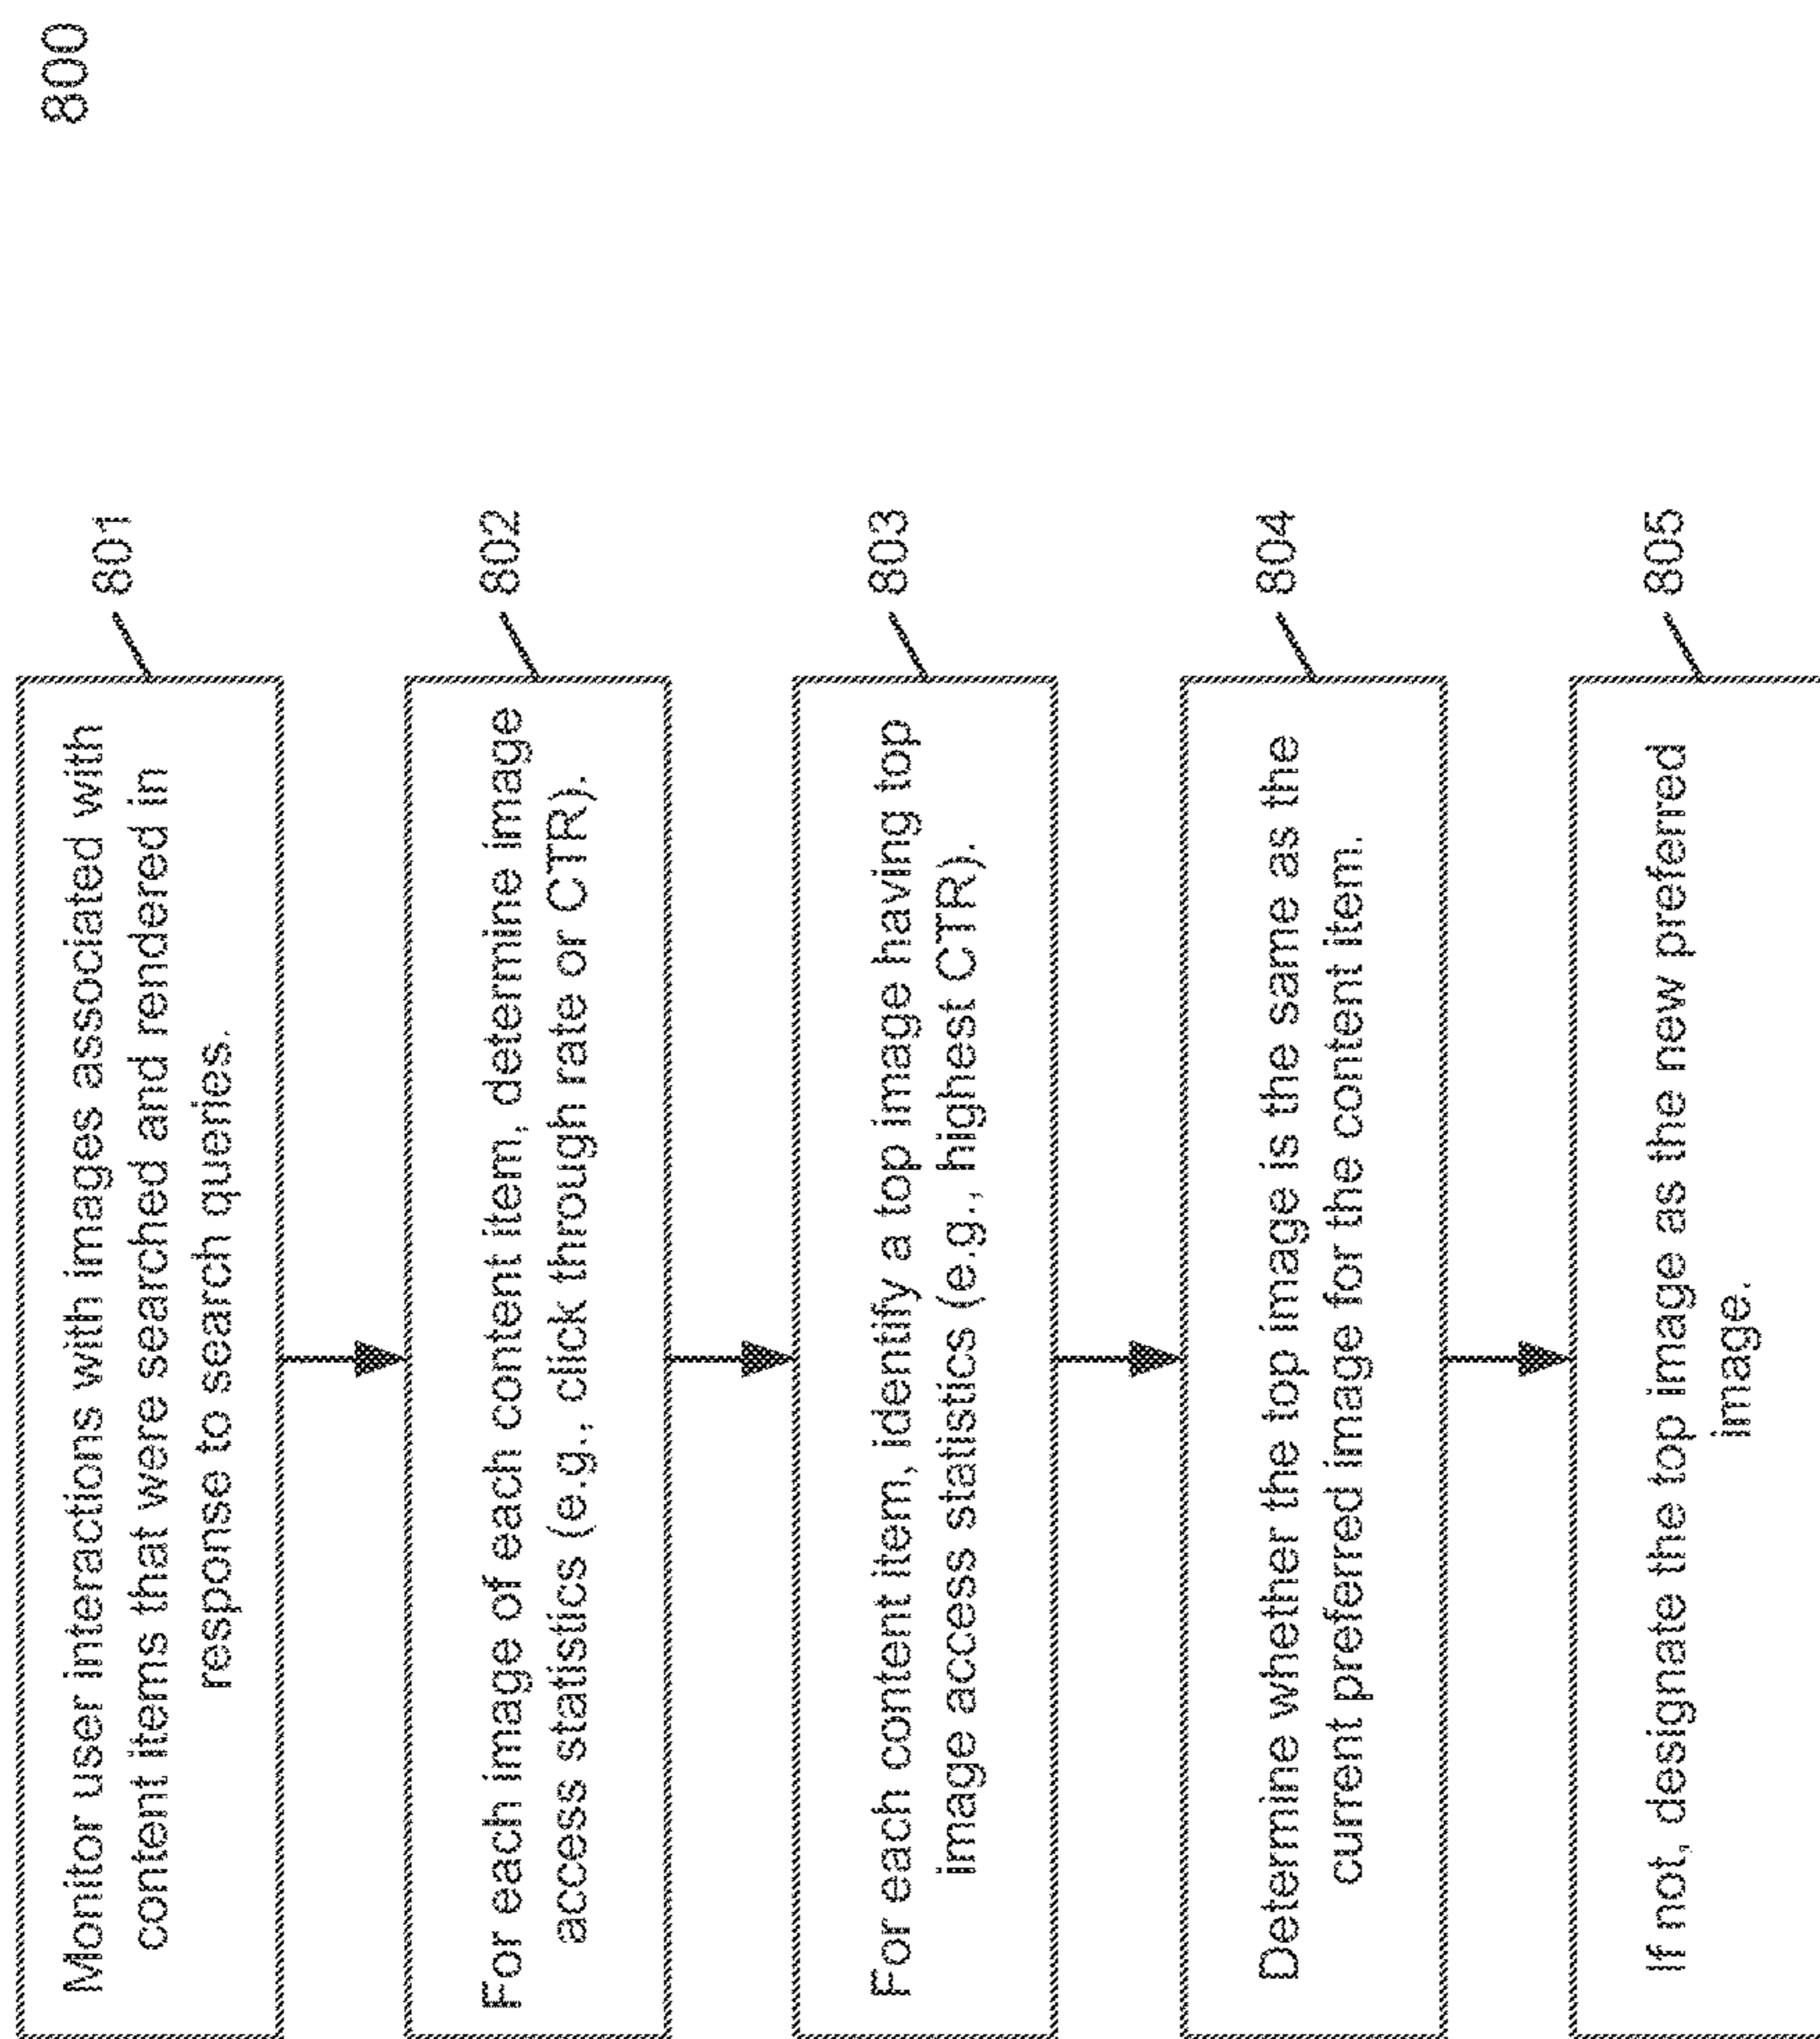 800
Monitor user interactions with images associated with
content items that were searched and rendered in
response to search queries.
801
For each image of each content item, determine image
access statistics (e.g., click through rate or CTR).
802
For each content item, identify a top image having top
image access statistics (e.g., highest CTR).
803
Determine whether the top image is the same as the
current preferred image for the content item.
804
If not, designate the top image as the new preferred
image.
805